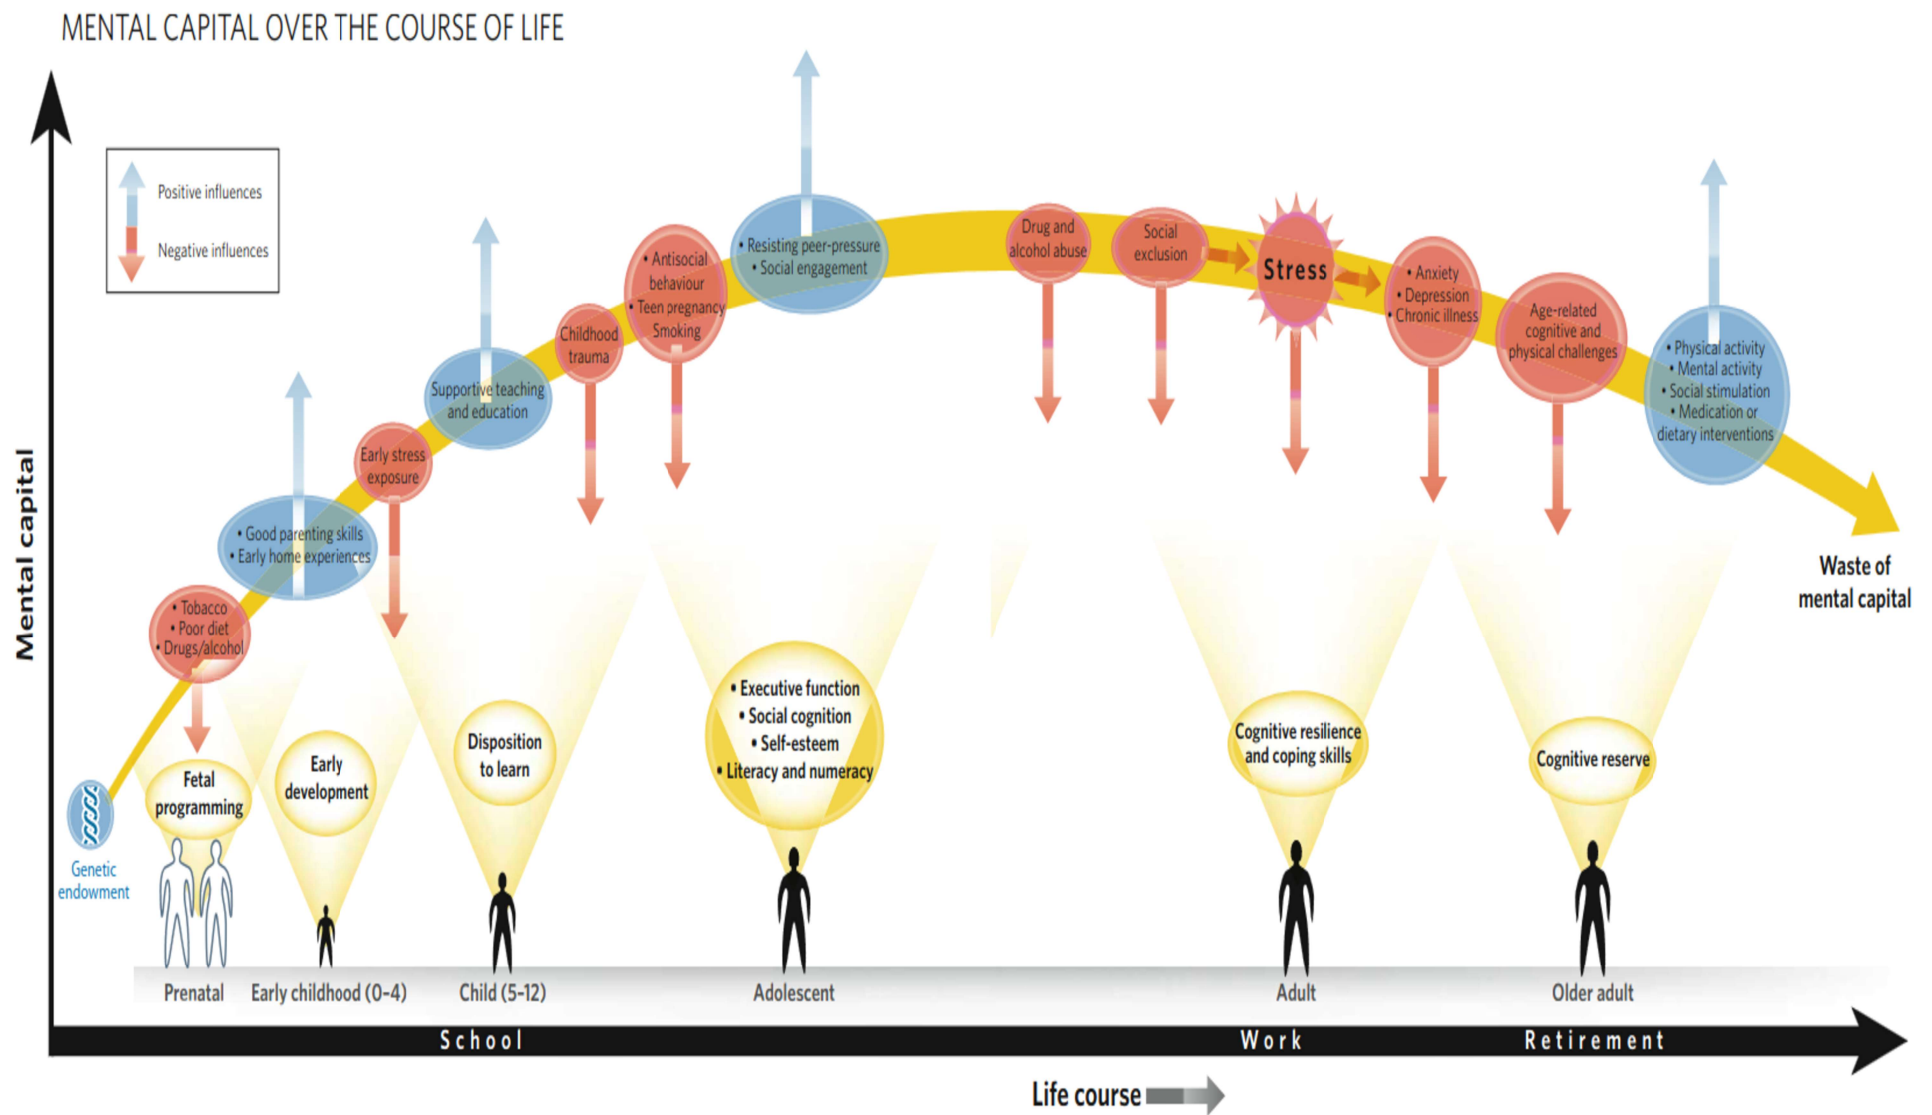 MENTAL CAPITAL OVER THE COURSE OF LIFE
Positive influences
Negative influences
Mental capital
Genetic
endowment
• Tobacco
• Poor diet
• Drugs/alcohol
• Good parenting skills
• Early home experiences
Early stress
exposure
Supportive teaching
and education
Childhood
trauma
• Antisocial
behaviour
• Teen pregnancy
Smoking
• Resisting peer-pressure
• Social engagement
Drug and
alcohol abuse
Social
exclusion
Stress
• Anxiety
• Depression
• Chronic illness
Age-related
cognitive and
physical challenges
• Physical activity
• Mental activity
• Social stimulation
• Medication or
dietary interventions
Waste of
mental capital
Fetal
programming
Early
development
Disposition
to learn
• Executive function
• Social cognition
• Self-esteem
• Literacy and numeracy
Cognitive resilience
and coping skills
Cognitive reserve
Prenatal
Early childhood (0–4)
Child (5–12)
Adolescent
Adult
Older adult
School
Work
Retirement
Life course